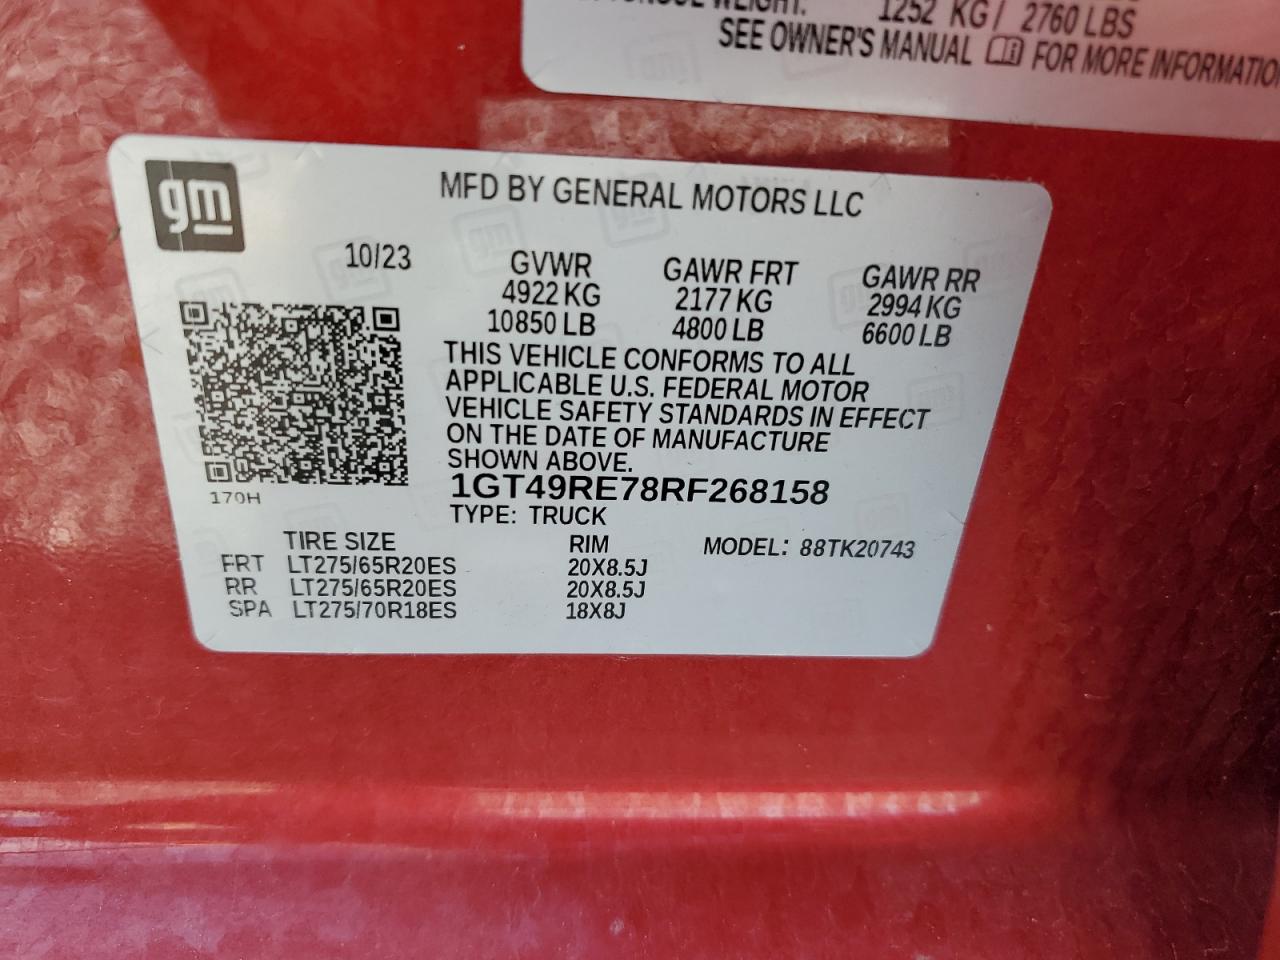 WEIGHT: 1252 KG/ 2760 LBS
SEE OWNER'S MANUAL FOR MORE INFORMATIO
gm
MFD BY GENERAL MOTORS LLC
10/23
GVWR GAWR FRT GAWR RR
4922 KG 2177 KG 2994 KG
10850 LB 4800 LB 6600 LB
THIS VEHICLE CONFORMS TO ALL
APPLICABLE U.S. FEDERAL MOTOR
VEHICLE SAFETY STANDARDS IN EFFECT
ON THE DATE OF MANUFACTURE
SHOWN ABOVE.
170H
1GT49RE78RF268158
TYPE: TRUCK
TIRE SIZE RIM MODEL: 88TK20743
FRT LT275/65R20ES 20X8.5J
RR LT275/65R20ES 20X8.5J
SPA LT275/70R18ES 18X8J